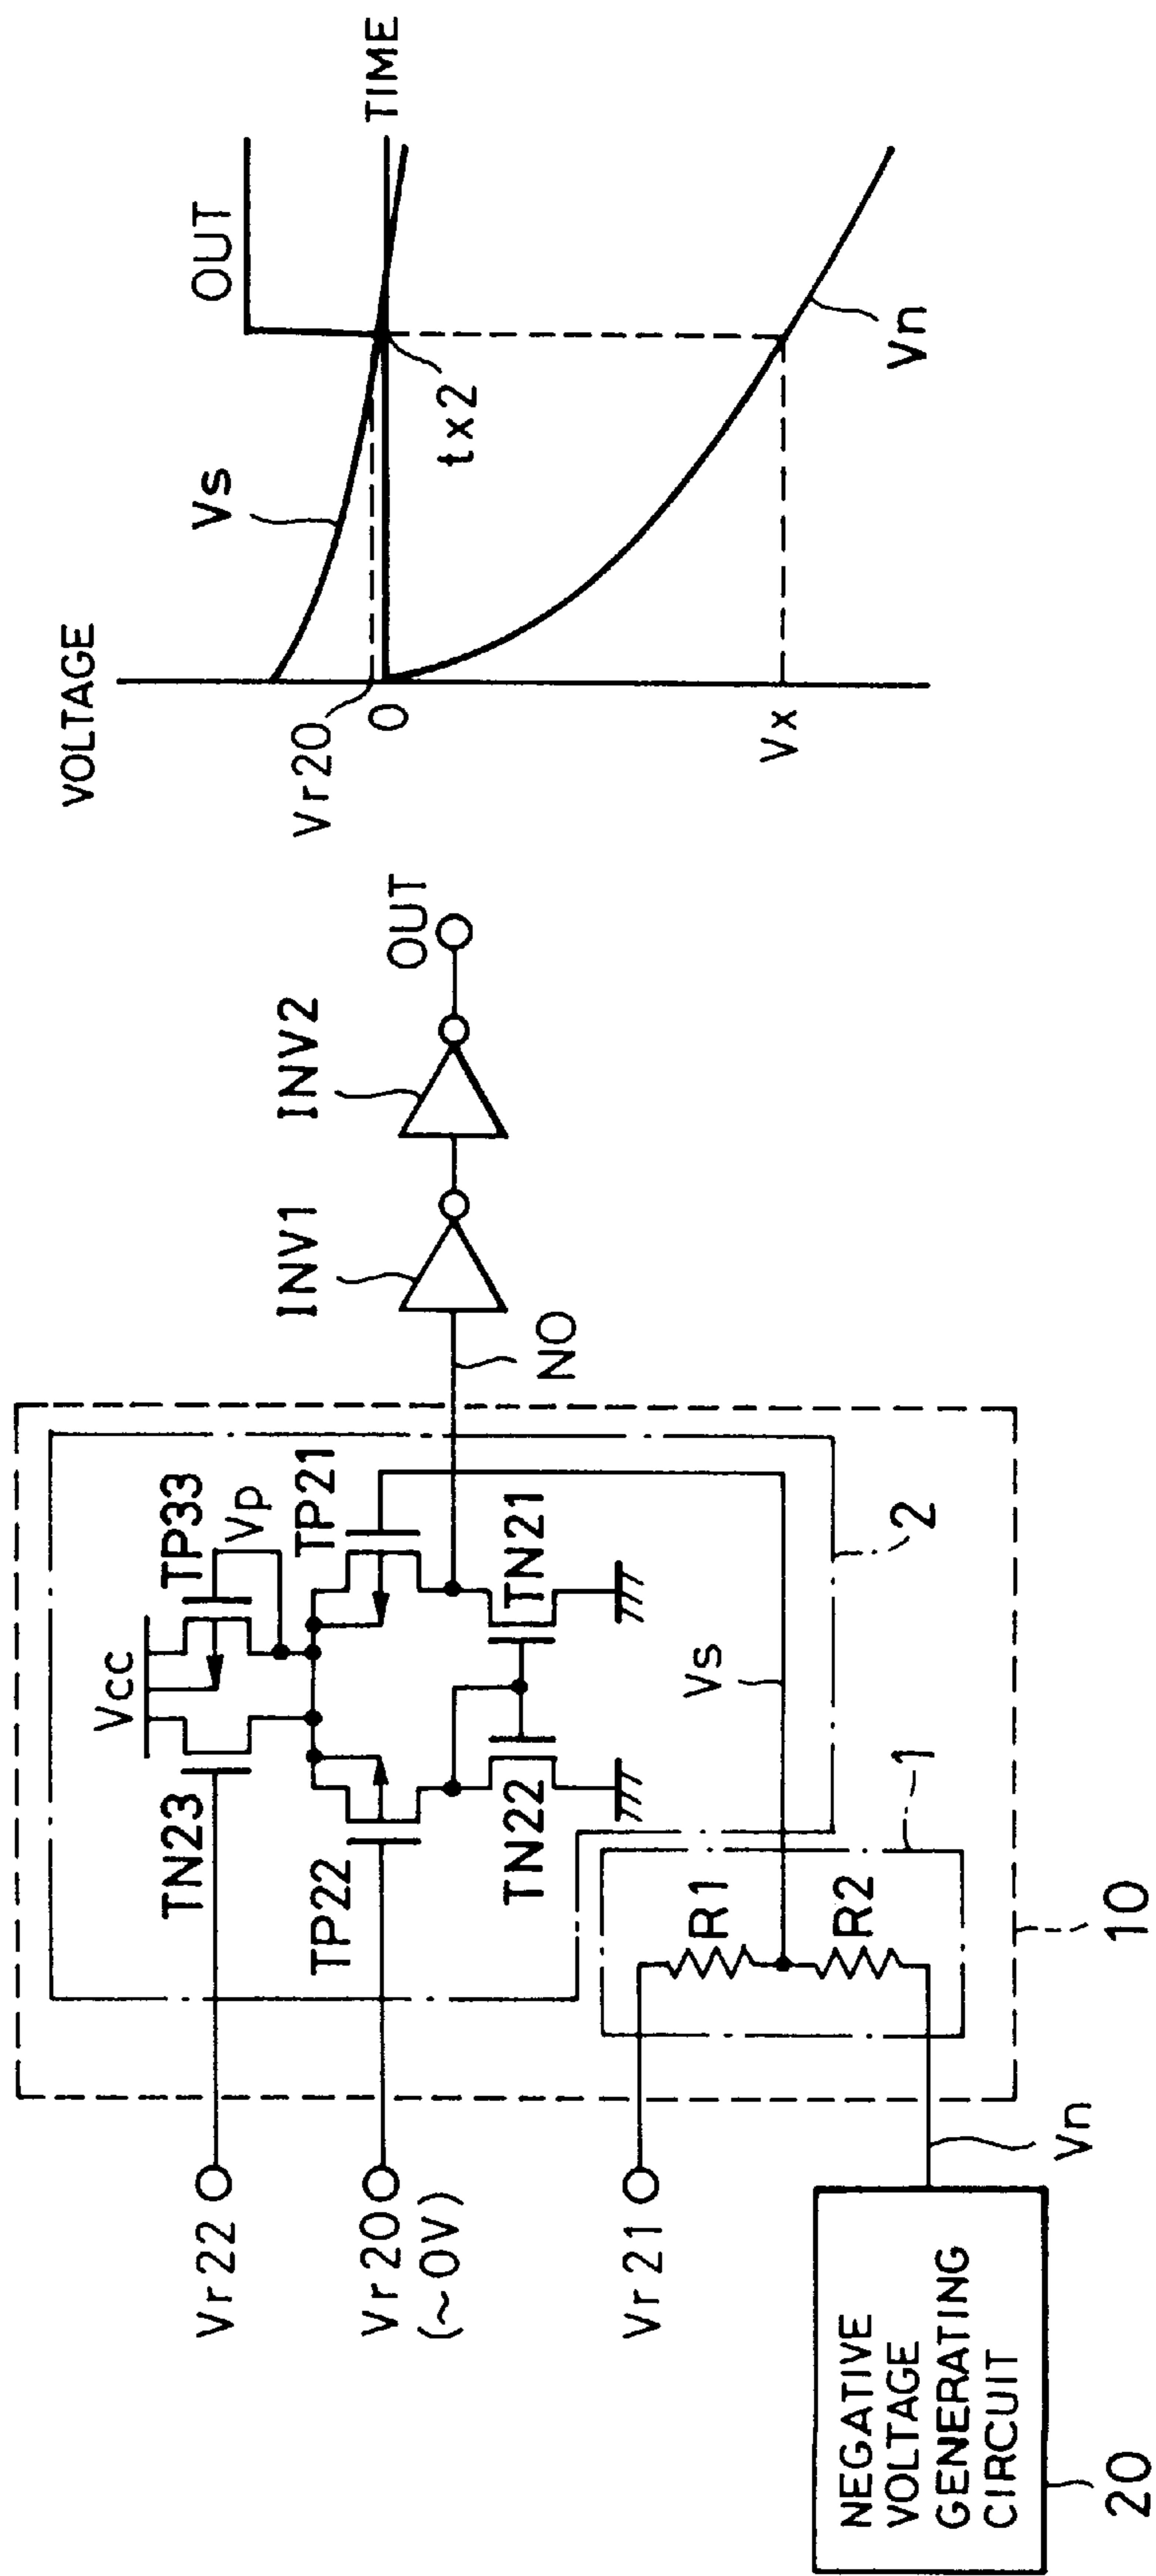 Vr22
Vr20
(~0V)
Vr21
NEGATIVE
VOLTAGE
GENERATING
CIRCUIT
20
Vn
10
Vcc
TN23
TP33
Vp
TP22
TP21
TN22
TN21
R1
R2
Vs
1
2
NO
INV1
INV2
OUT
VOLTAGE
Vr20
0
Vx
Vs
tx2
OUT
Vn
TIME